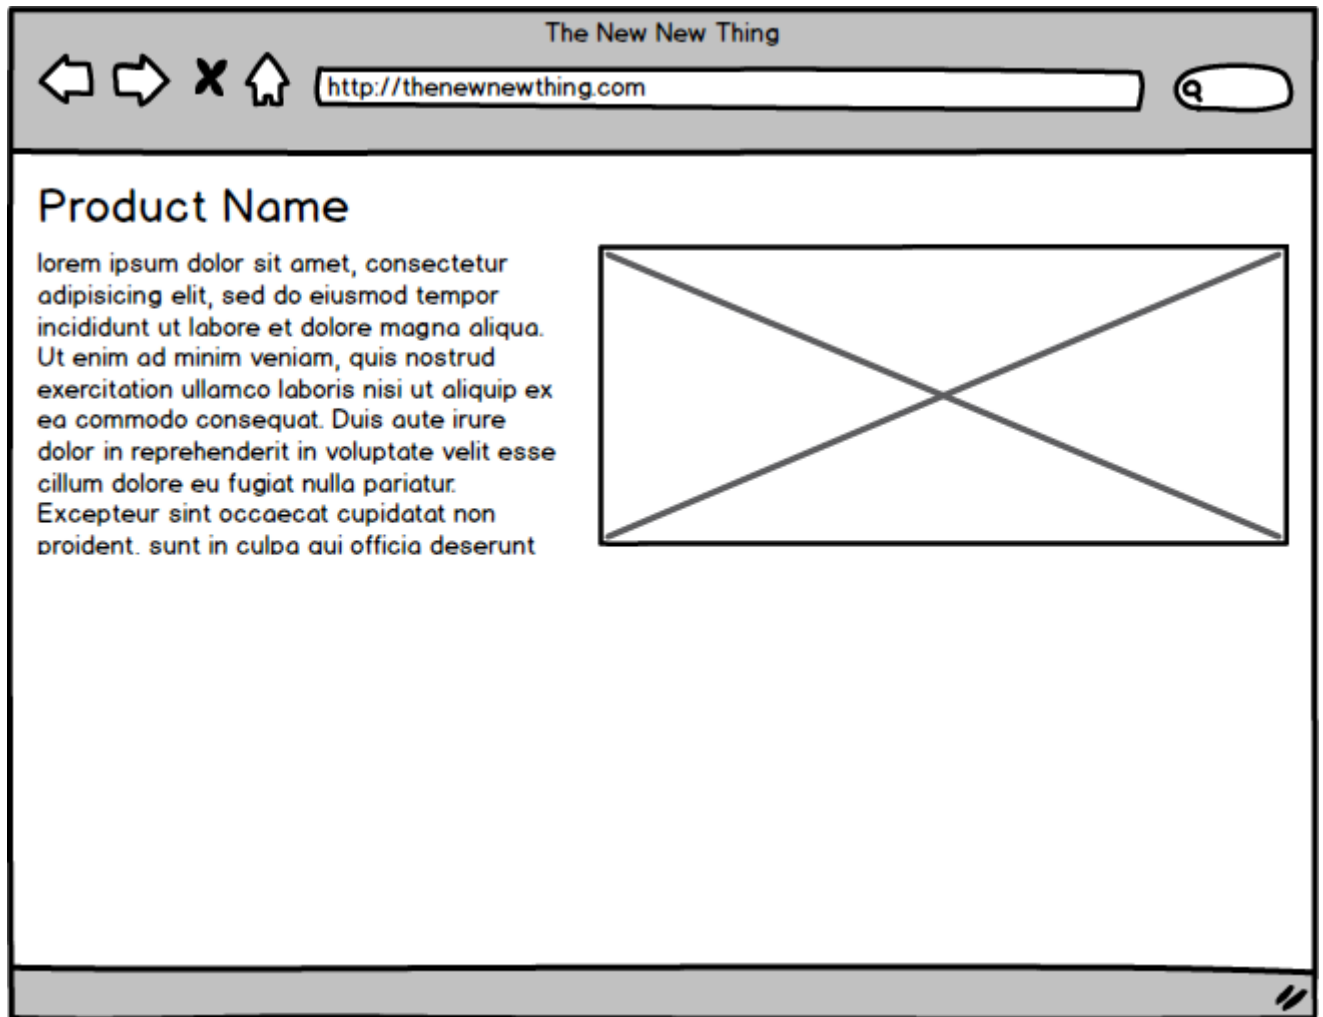 The New New Thing
http://thenewnewthing.com
Product Name
lorem ipsum dolor sit amet, consectetur
adipisicing elit, sed do eiusmod tempor
incididunt ut labore et dolore magna aliqua.
Ut enim ad minim veniam, quis nostrud
exercitation ullamco laboris nisi ut aliquip ex
ea commodo consequat. Duis aute irure
dolor in reprehenderit in voluptate velit esse
cillum dolore eu fugiat nulla pariatur.
Excepteur sint occaecat cupidatat non
proident, sunt in culpa qui officia deserunt